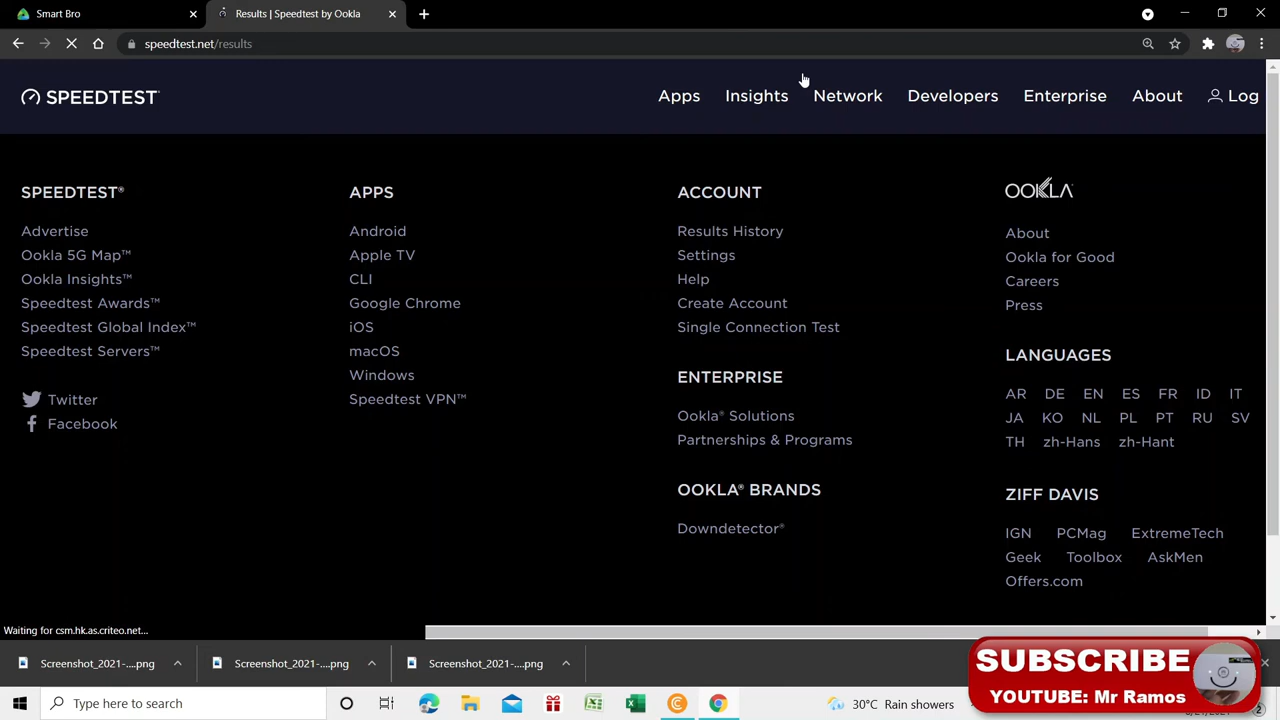 Smart Bro
Results | Speedtest by Ookla
speedtest.net/results
SPEEDTEST
Apps Insights Network Developers Enterprise About Log
SPEEDTEST®
Advertise
Ookla 5G Map™
Ookla Insights™
Speedtest Awards™
Speedtest Global Index™
Speedtest Servers™
Twitter
Facebook
APPS
Android
Apple TV
CLI
Google Chrome
iOS
macOS
Windows
Speedtest VPN™
ACCOUNT
Results History
Settings
Help
Create Account
Single Connection Test
ENTERPRISE
Ookla® Solutions
Partnerships & Programs
OOKLA® BRANDS
Downdetector®
OOKLA
About
Ookla for Good
Careers
Press
LANGUAGES
AR DE EN ES FR ID IT
JA KO NL PL PT RU SV
TH zh-Hans zh-Hant
ZIFF DAVIS
IGN PCMag ExtremeTech
Geek Toolbox AskMen
Offers.com
Waiting for csm.hk.as.criteo.net...
Screenshot_2021-....png
Screenshot_2021-....png
Screenshot_2021-....png
SUBSCRIBE
YOUTUBE: Mr Ramos
Type here to search
30°C Rain showers